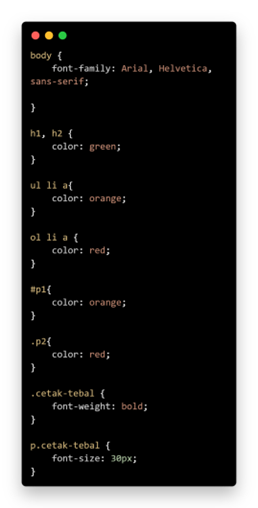 body {
    font-family: Arial, Helvetica,
sans-serif;

}

h1, h2 {
    color: green;
}

ul li a{
    color: orange;
}

ol li a {
    color: red;
}

#p1{
    color: orange;
}

.p2{
    color: red;
}

.cetak-tebal {
    font-weight: bold;
}

p.cetak-tebal {
    font-size: 30px;
}